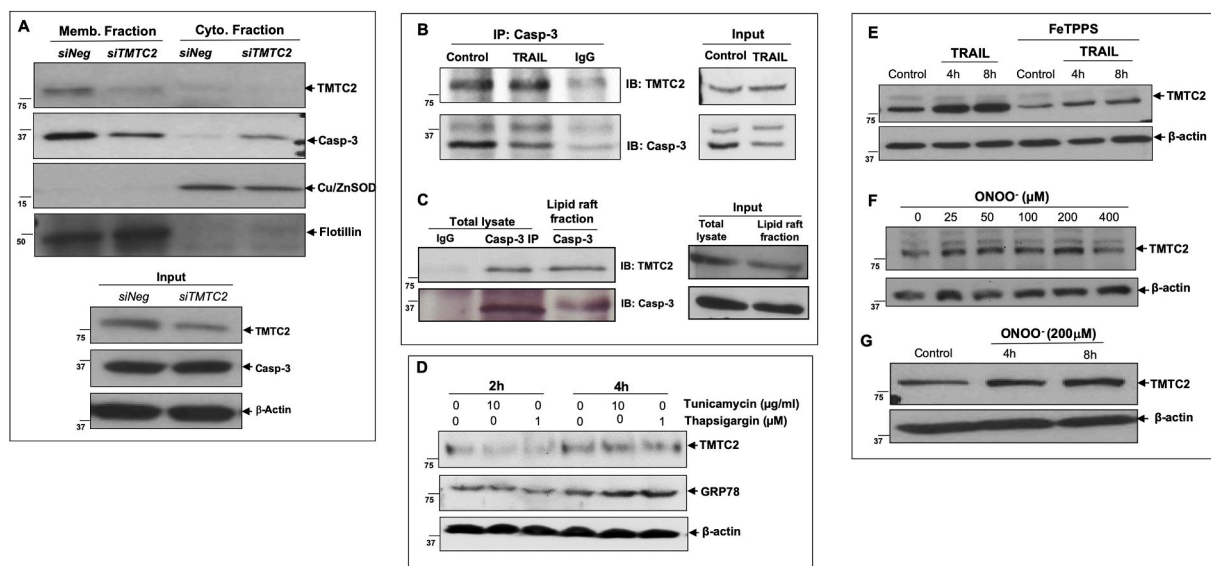 A
Memb. Fraction Cyto. Fraction
siNeg siTMTC2 siNeg siTMTC2
TMTC2
75
37
Casp-3
Cu/ZnSOD
15
50
Flotillin
Input
siNeg siTMTC2
75
TMTC2
37
Casp-3
β-Actin
37
B
IP: Casp-3 Input
Control TRAIL IgG Control TRAIL
IB: TMTC2
75 75
37 37
IB: Casp-3
C
Total lysate Lipid raft fraction
IgG Casp-3 IP Casp-3
Input
Total lysate Lipid raft fraction
IB: TMTC2
75 75
37 37
IB: Casp-3
D
2h 4h
0 10 0 0 10 0 Tunicamycin (µg/ml)
0 0 1 0 0 1 Thapsigargin (µM)
TMTC2
75
GRP78
75
β-actin
37
E
FeTPPS
TRAIL TRAIL
Control 4h 8h Control 4h 8h
TMTC2
75
β-actin
37
F
ONOO- (µM)
0 25 50 100 200 400
TMTC2
75
β-actin
37
G
ONOO- (200µM)
Control 4h 8h
TMTC2
75
β-actin
37